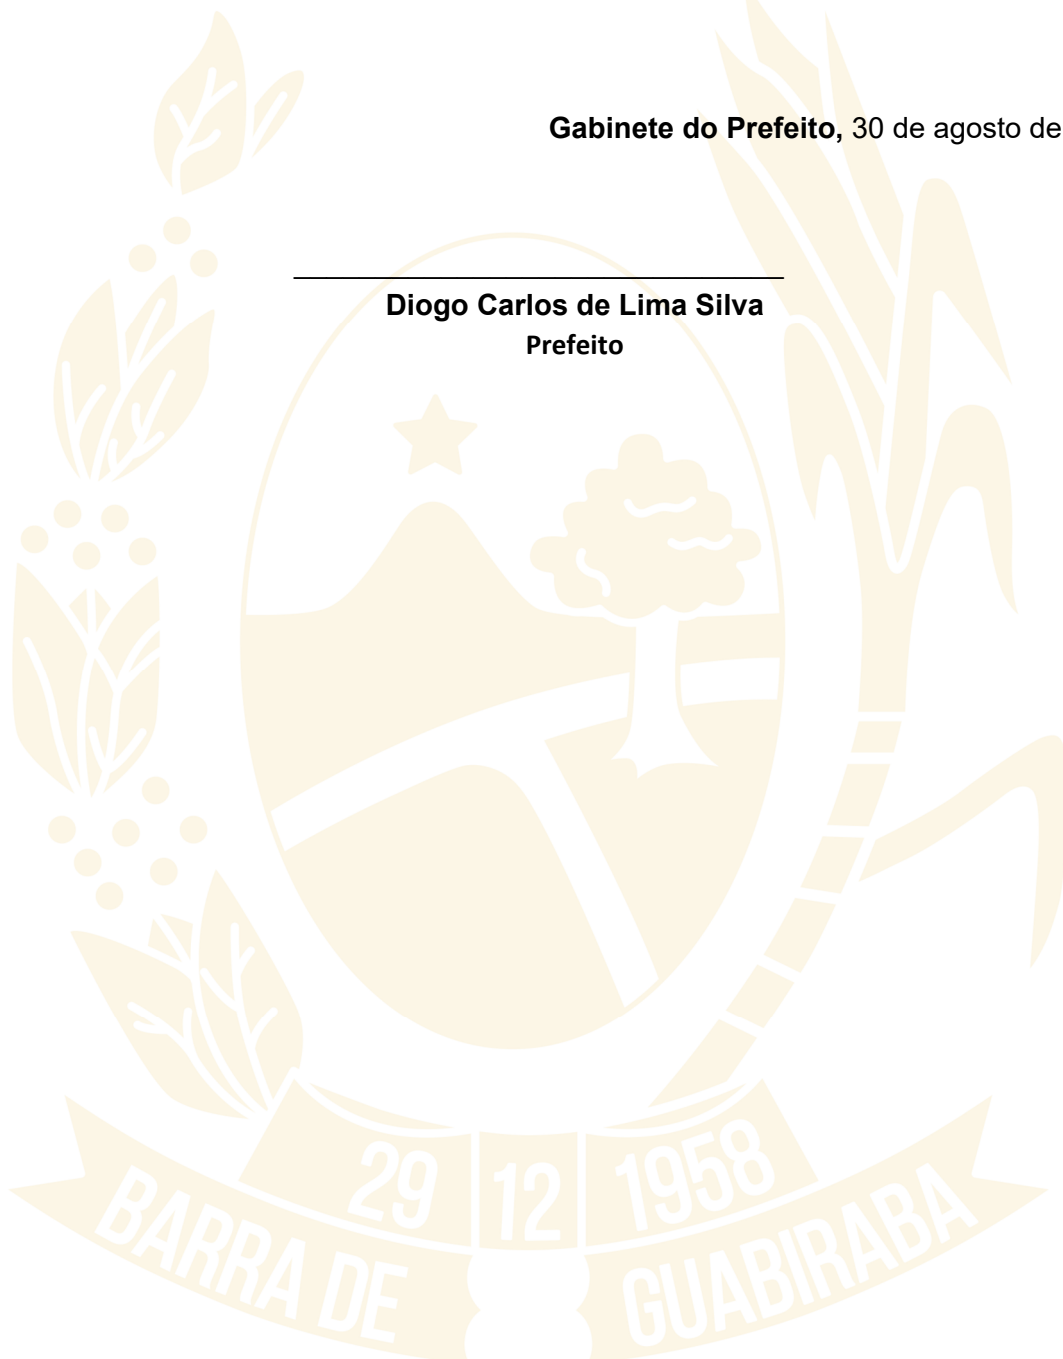 Gabinete do Prefeito, 30 de agosto de
Diogo Carlos de Lima Silva
Prefeito
29 12 1958
BARRA DE GUABIRABA